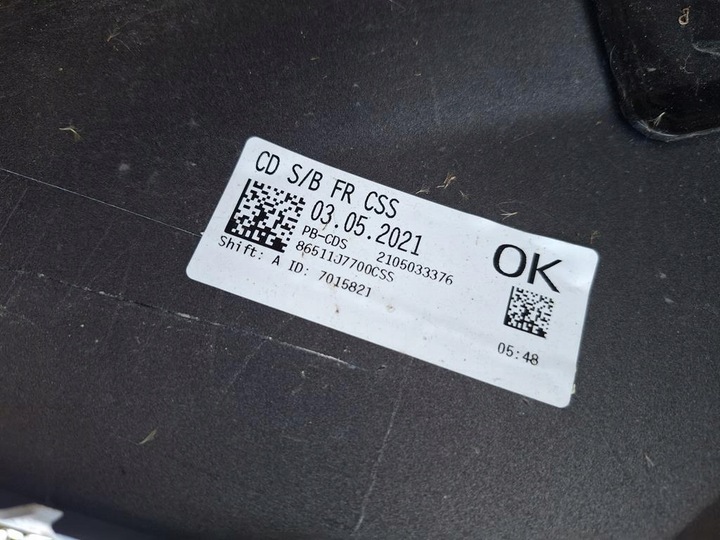 CD S/B FR CSS
03.05.2021
PB-CDS 2105033376
86511J7700CSS
Shift: A ID: 7015821
OK
05:48